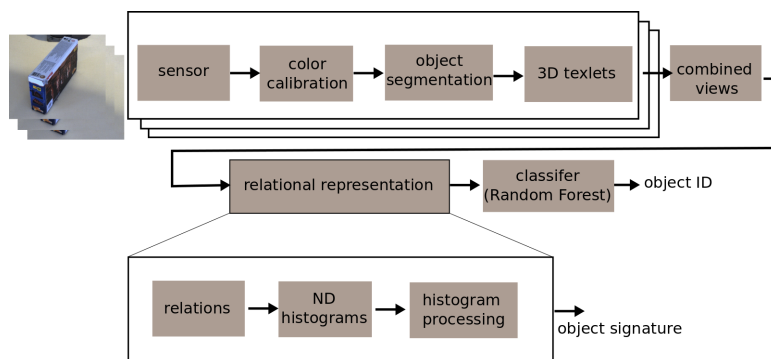 sensor
color
calibration
object
segmentation
3D texlets
combined
views
relational representation
classifer
(Random Forest)
object ID
relations
ND
histograms
histogram
processing
object signature